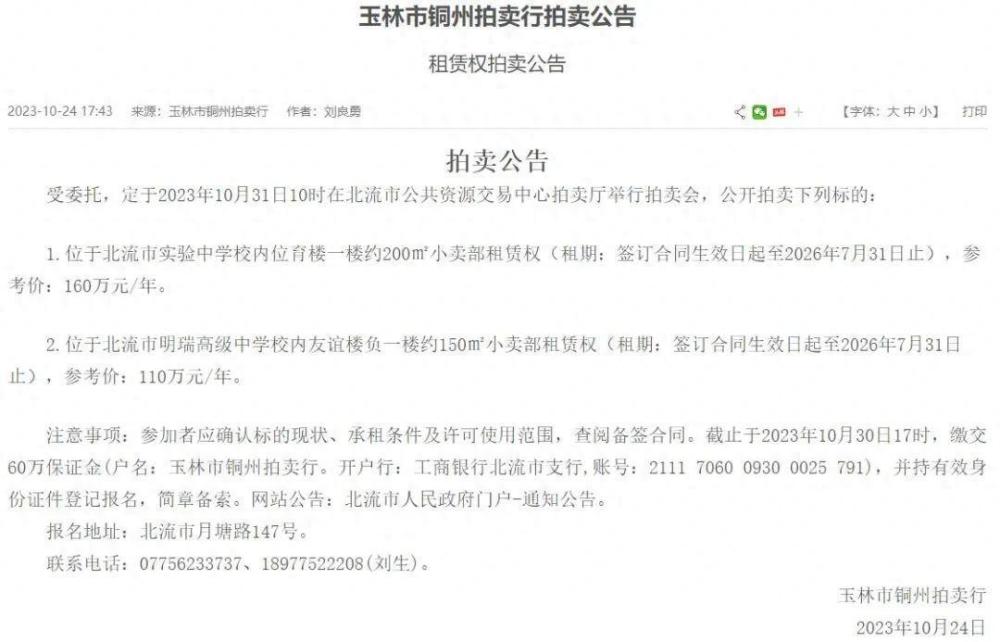 玉林市铜州拍卖行拍卖公告
租赁权拍卖公告
2023-10-24 17:43 来源：玉林市铜州拍卖行 作者：刘良勇 【字体：大 中 小】 打印
拍卖公告
受委托，定于2023年10月31日10时在北流市公共资源交易中心拍卖厅举行拍卖会，公开拍卖下列标的：
1.位于北流市实验中学校内位育楼一楼约200㎡小卖部租赁权（租期：签订合同生效日起至2026年7月31日止），参
考价：160万元/年。
2.位于北流市明瑞高级中学校内友谊楼负一楼约150㎡小卖部租赁权（租期：签订合同生效日起至2026年7月31日
止），参考价：110万元/年。
注意事项：参加者应确认标的现状、承租条件及许可使用范围，查阅备签合同。截止于2023年10月30日17时，缴交
60万保证金(户名：玉林市铜州拍卖行。开户行：工商银行北流市支行,账号：2111 7060 0930 0025 791)，并持有效身
份证件登记报名，简章备索。网站公告：北流市人民政府门户-通知公告。
报名地址：北流市月塘路147号。
联系电话：07756233737、18977522208(刘生)。
玉林市铜州拍卖行
2023年10月24日